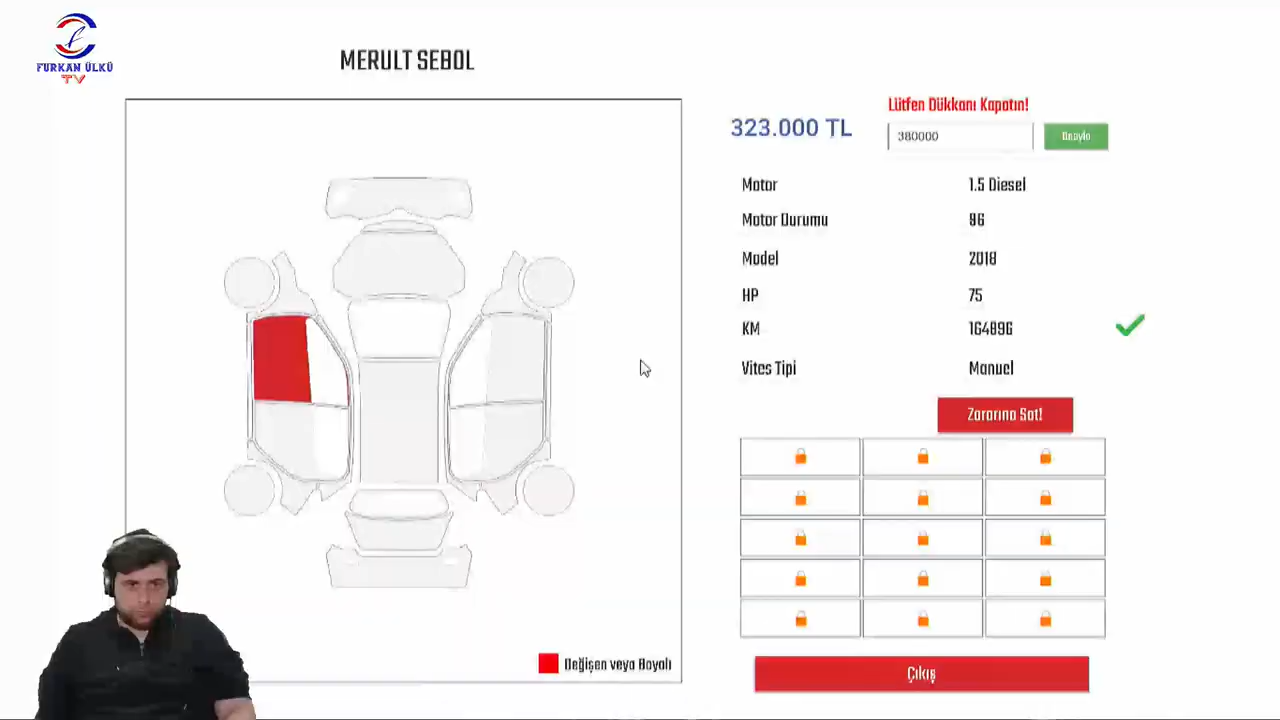 FURKAN ÜLKÜ
TV
MERULT SEBOL
323.000 TL
Lütfen Dükkanı Kapatın!
380000
Onayla
Motor 1.5 Diesel
Motor Durumu 96
Model 2018
HP 75
KM 164896
Vites Tipi Manuel
Zararına Sat!
Değişen veya Boyalı
Çıkış